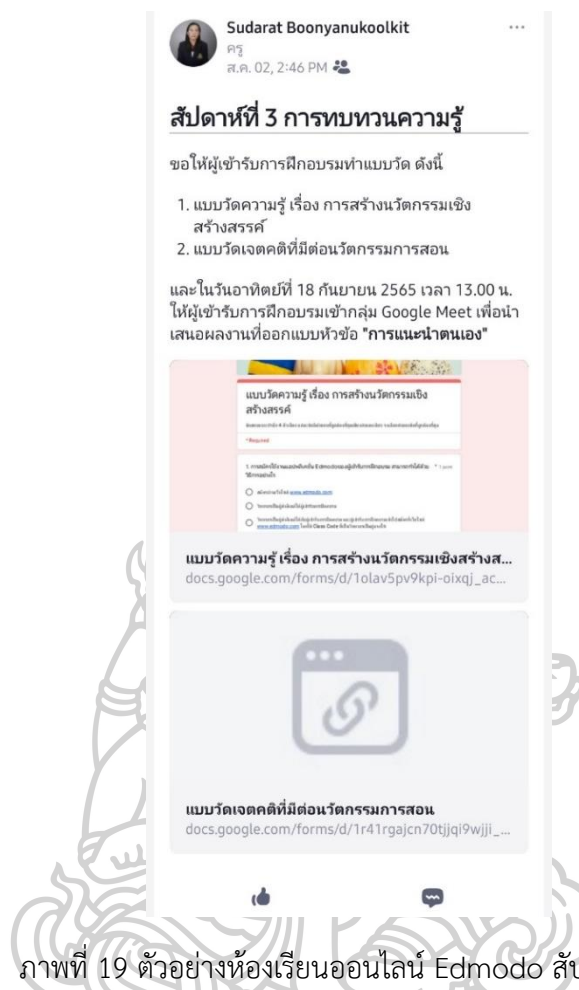 Sudarat Boonyanukoolkit
ครู
ส.ค. 02, 2:46 PM
สัปดาห์ที่ 3 การทบทวนความรู้
ขอให้ผู้เข้ารับการฝึกอบรมทำแบบวัด ดังนี้
1. แบบวัดความรู้ เรื่อง การสร้างนวัตกรรมเชิง
สร้างสรรค์
2. แบบวัดเจตคติที่มีต่อนวัตกรรมการสอน
และในวันอาทิตย์ที่ 18 กันยายน 2565 เวลา 13.00 น.
ให้ผู้เข้ารับการฝึกอบรมเข้ากลุ่ม Google Meet เพื่อนำ
เสนอผลงานที่ออกแบบหัวข้อ "การแนะนำตนเอง"
แบบวัดความรู้ เรื่อง การสร้างนวัตกรรมเชิง
สร้างสรรค์
* Required
www.edmodo.com
www.edmodo.com
แบบวัดความรู้ เรื่อง การสร้างนวัตกรรมเชิงสร้างส...
docs.google.com/forms/d/1olav5pv9kpi-oixqj_ac...
แบบวัดเจตคติที่มีต่อนวัตกรรมการสอน
docs.google.com/forms/d/1r41rgajcn70tjjqi9wjji_...
ภาพที่ 19 ตัวอย่างห้องเรียนออนไลน์ Edmodo สัป